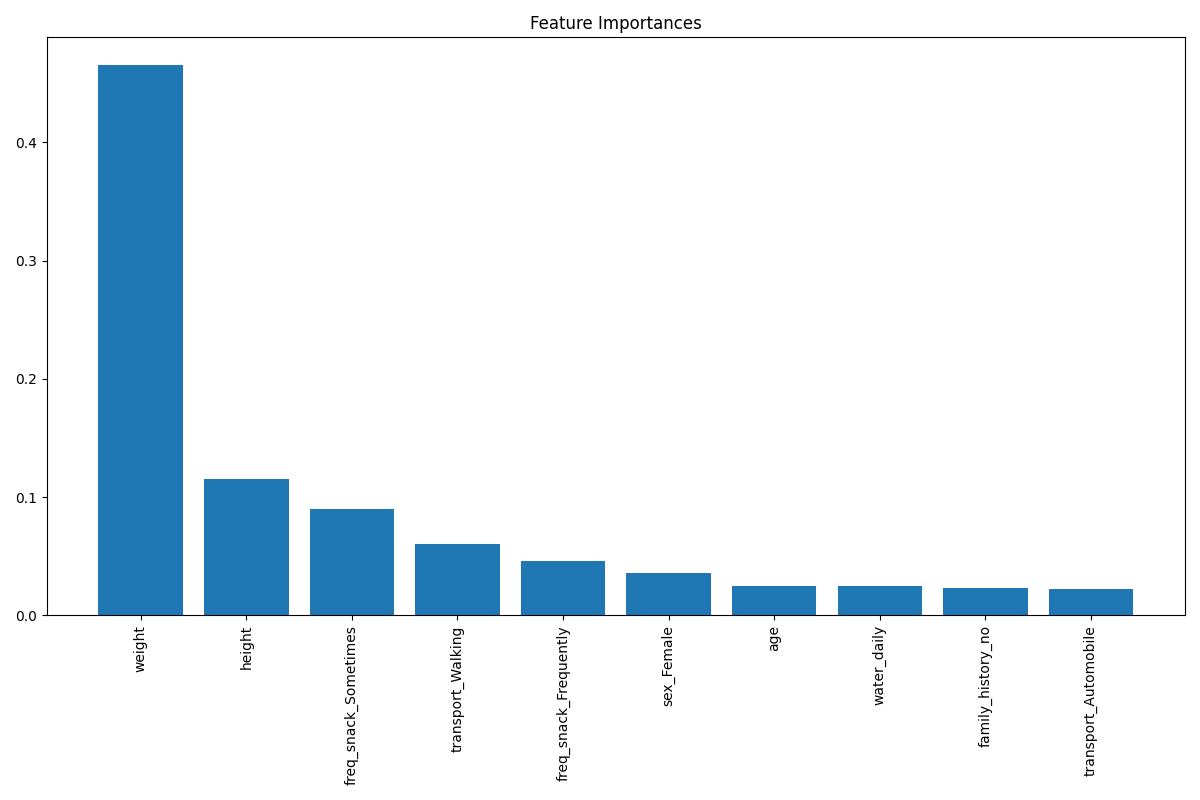 Feature Importances
0.4
0.3
0.2
0.1
0.0
weight
height
freq_snack_Sometimes
transport_Walking
freq_snack_Frequently
sex_Female
age
water_daily
family_history_no
transport_Automobile